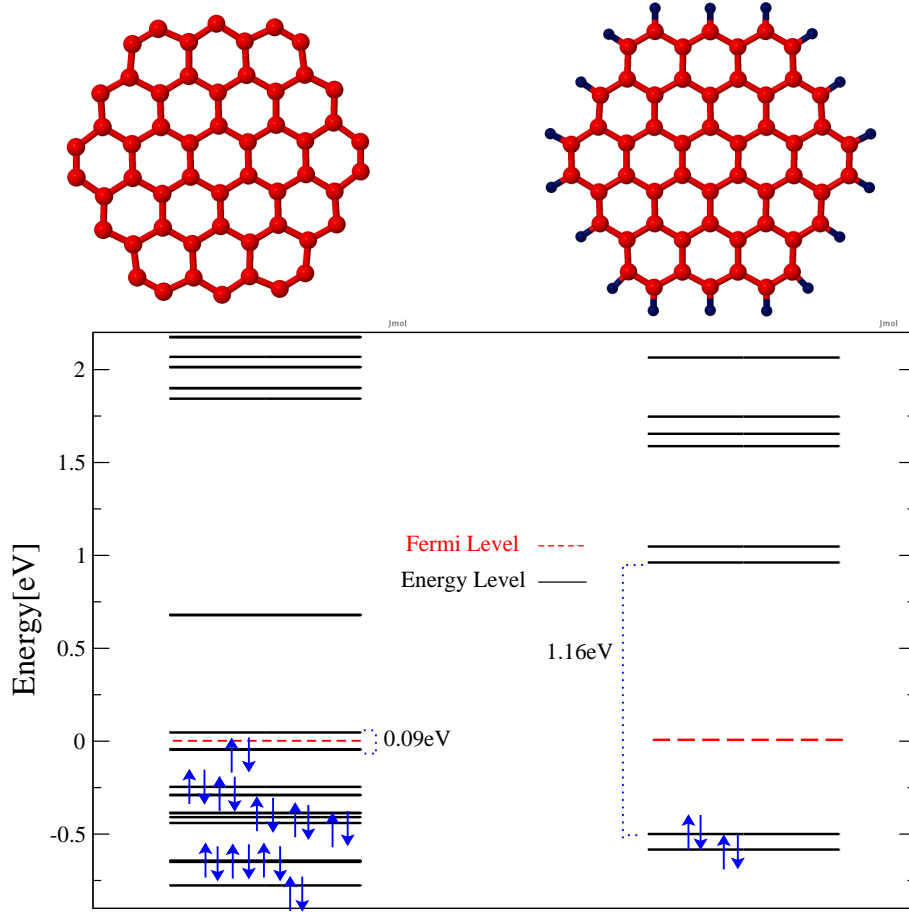 Jmol
Jmol
2
1.5
1
0.5
0
-0.5
Energy[eV]
Fermi Level
Energy Level
0.09eV
1.16eV